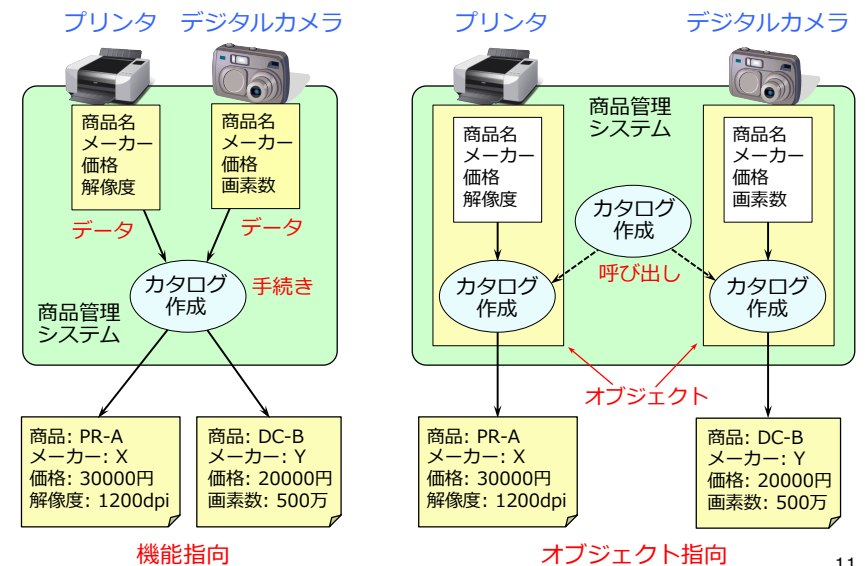 プリンタ
デジタルカメラ
商品名
メーカー
価格
解像度
商品名
メーカー
価格
画素数
データ
データ
カタログ
作成
手続き
商品管理
システム
商品: PR-A
メーカー: X
価格: 30000円
解像度: 1200dpi
商品: DC-B
メーカー: Y
価格: 20000円
画素数: 500万
機能指向
プリンタ
デジタルカメラ
商品管理
システム
商品名
メーカー
価格
解像度
商品名
メーカー
価格
画素数
カタログ
作成
呼び出し
カタログ
作成
カタログ
作成
オブジェクト
商品: PR-A
メーカー: X
価格: 30000円
解像度: 1200dpi
商品: DC-B
メーカー: Y
価格: 20000円
画素数: 500万
オブジェクト指向
11